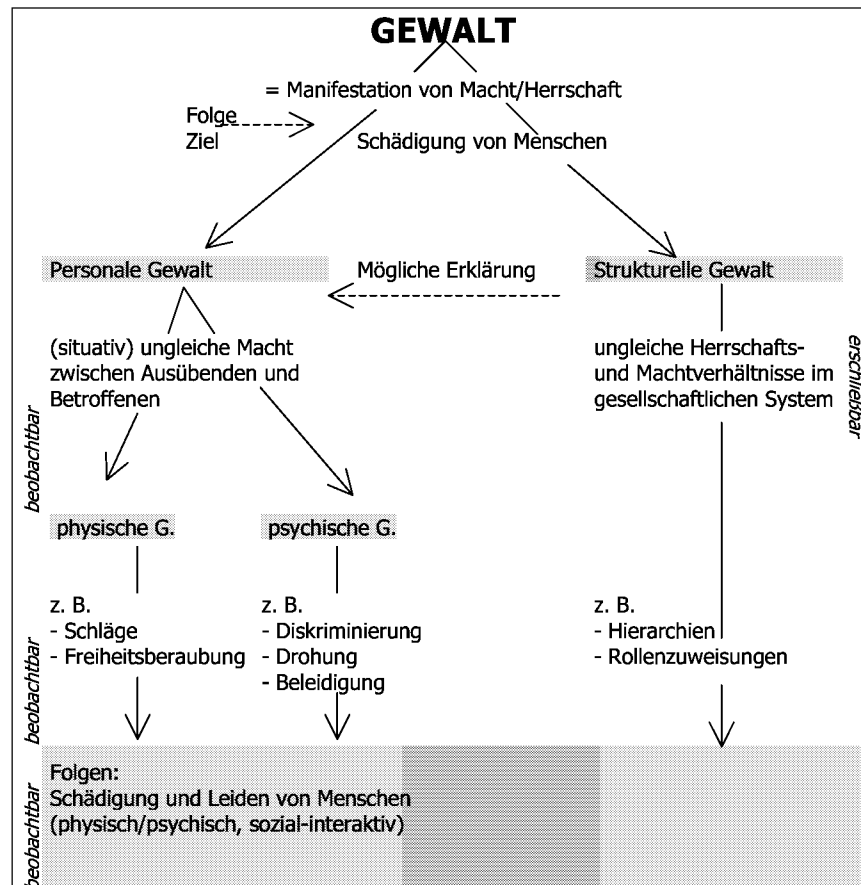 GEWALT
= Manifestation von Macht/Herrschaft
Folge
Ziel
Schädigung von Menschen
Personale Gewalt
Mögliche Erklärung
Strukturelle Gewalt
(situativ) ungleiche Macht
zwischen Ausübenden und
Betroffenen
ungleiche Herrschafts-
und Machtverhältnisse im
gesellschaftlichen System
erschließbar
beobachtbar
physische G.
psychische G.
z. B.
- Schläge
- Freiheitsberaubung
z. B.
- Diskriminierung
- Drohung
- Beleidigung
z. B.
- Hierarchien
- Rollenzuweisungen
beobachtbar
Folgen:
Schädigung und Leiden von Menschen
(physisch/psychisch, sozial-interaktiv)
beobachtbar